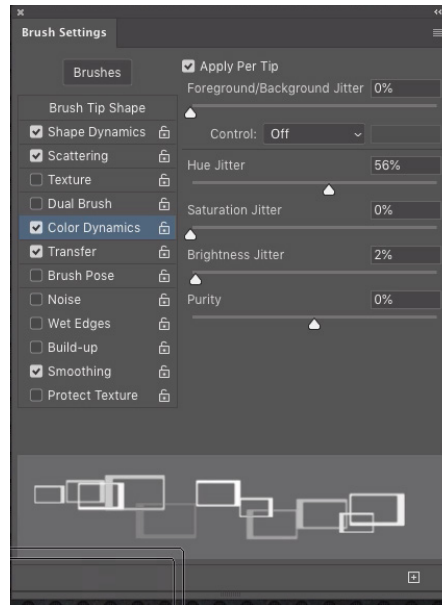 Brush Settings
Brushes
Brush Tip Shape
Shape Dynamics
Scattering
Texture
Dual Brush
Color Dynamics
Transfer
Brush Pose
Noise
Wet Edges
Build-up
Smoothing
Protect Texture
Apply Per Tip
Foreground/Background Jitter 0%
Control: Off
Hue Jitter 56%
Saturation Jitter 0%
Brightness Jitter 2%
Purity 0%